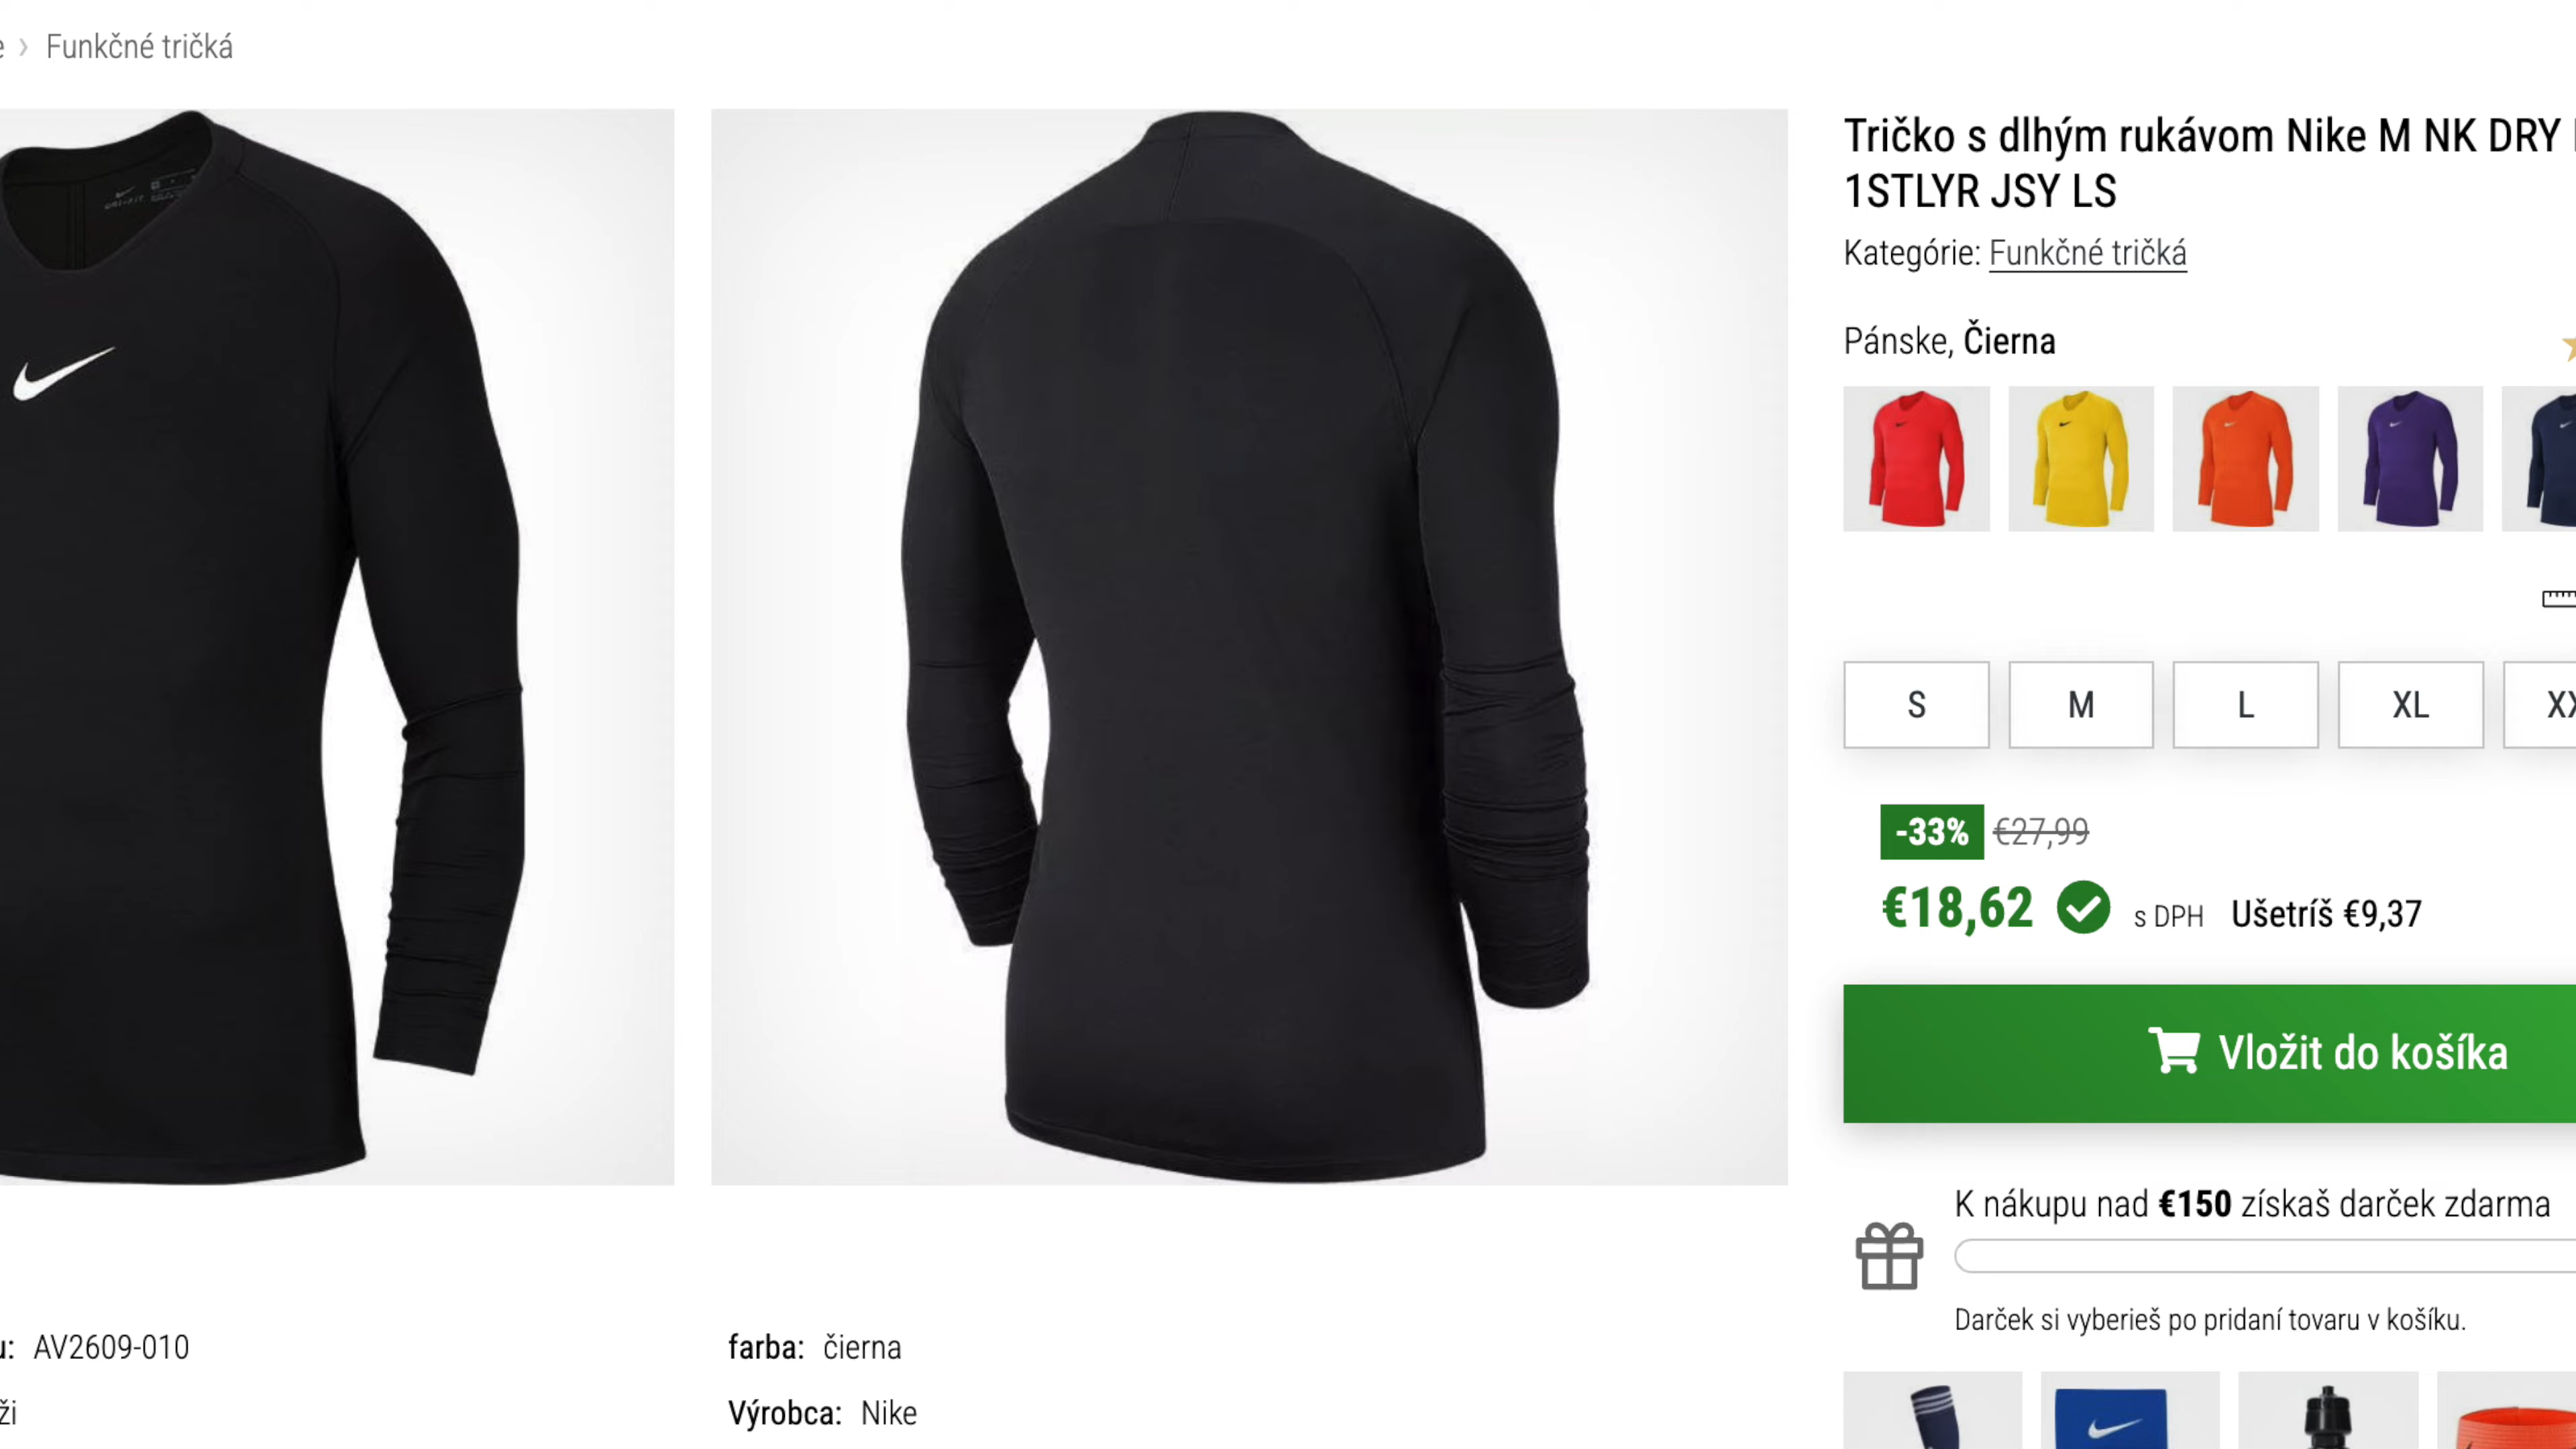 Funkčné tričká
Tričko s dlhým rukávom Nike M NK DRY
1STLYR JSY LS
Kategórie: Funkčné tričká
Pánske, Čierna
S
M
L
XL
-33% €27,99
€18,62 s DPH Ušetríš €9,37
Vložit do košíka
K nákupu nad €150 získaš darček zdarma
Darček si vyberieš po pridaní tovaru v košíku.
AV2609-010
farba: čierna
Výrobca: Nike